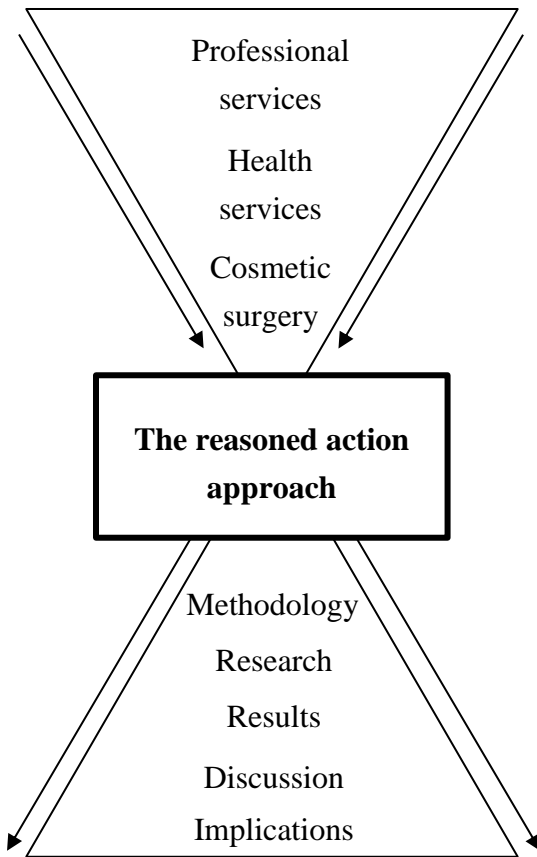 Professional
services
Health
services
Cosmetic
surgery
The reasoned action
approach
Methodology
Research
Results
Discussion
Implications